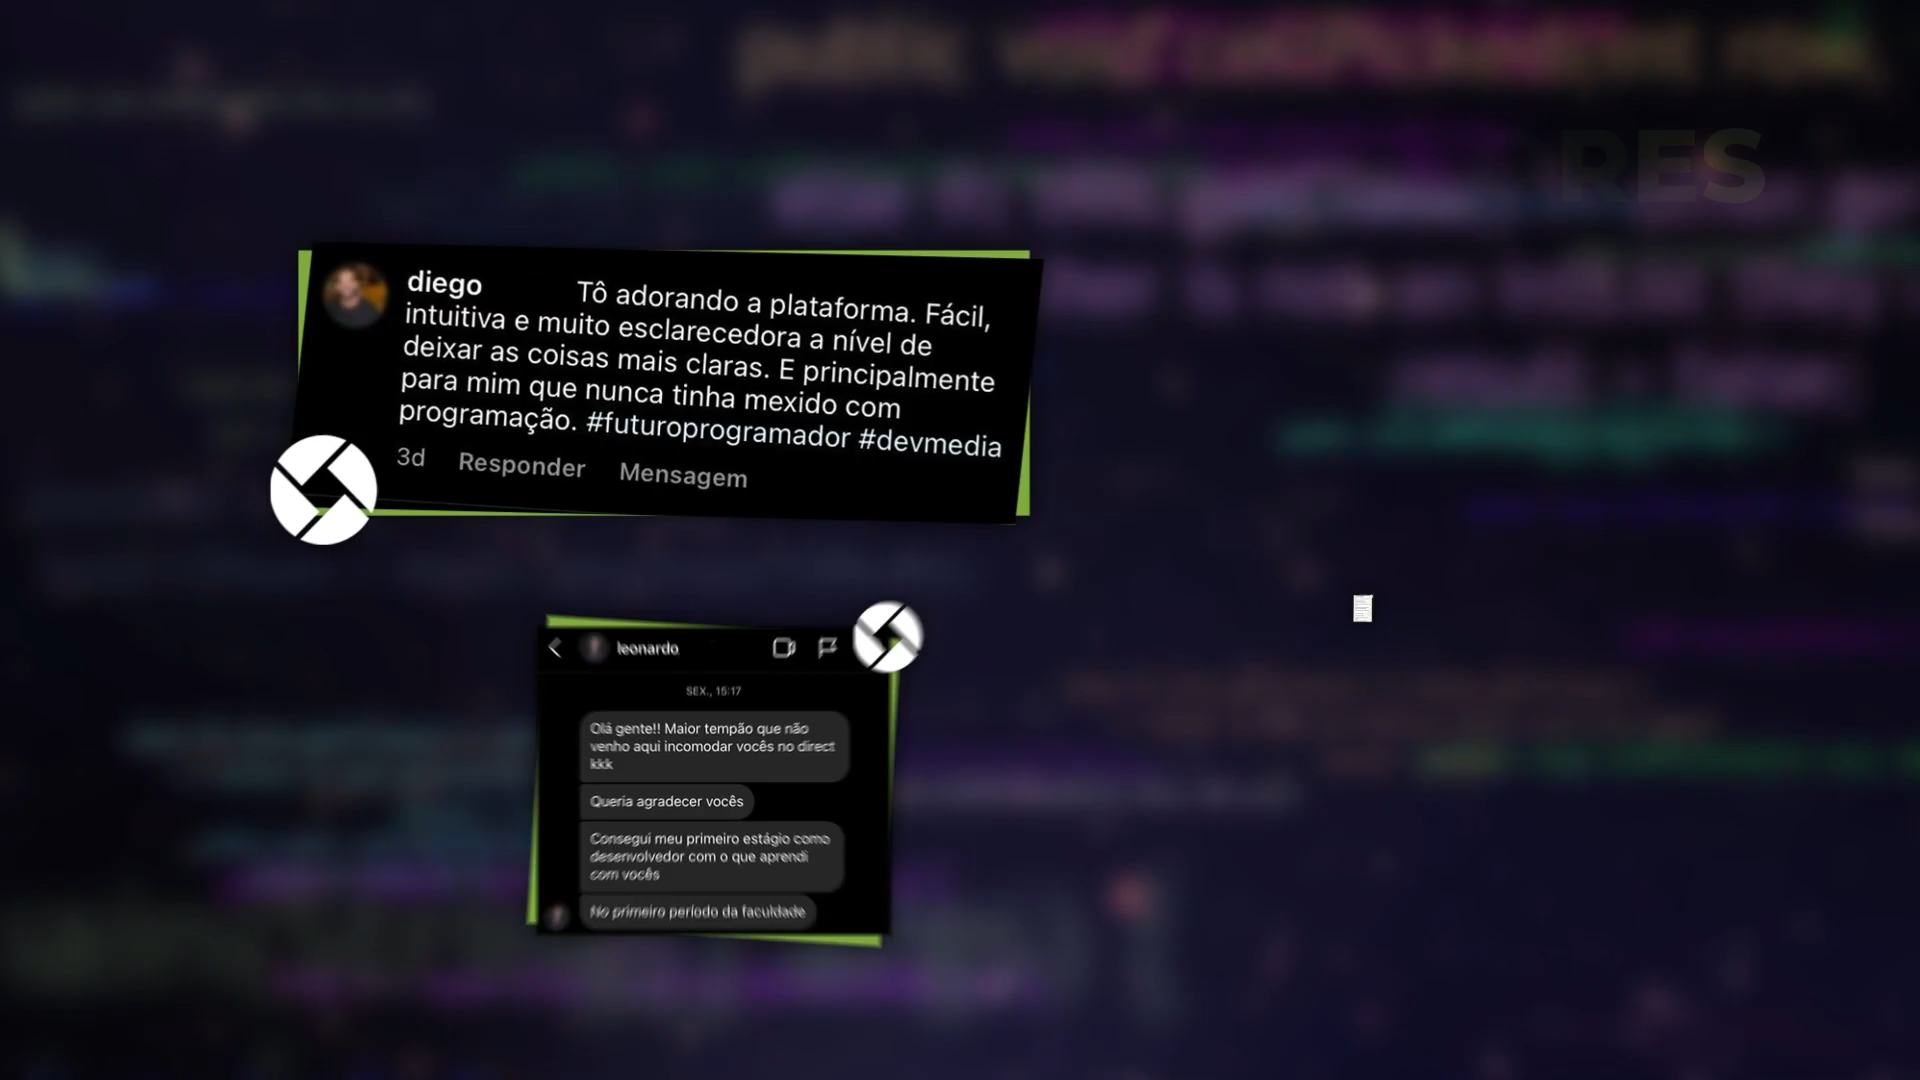 RES
diego Tô adorando a plataforma. Fácil,
intuitiva e muito esclarecedora a nível de
deixar as coisas mais claras. E principalmente
para mim que nunca tinha mexido com
programação. #futuroprogramador #devmedia
3d Responder Mensagem
leonardo
SEX., 15:17
Olá gente!! Maior tempão que não
venho aqui incomodar vocês no direct
kkk
Queria agradecer vocês
Consegui meu primeiro estágio como
desenvolvedor com o que aprendi
com vocês
No primeiro período da faculdade